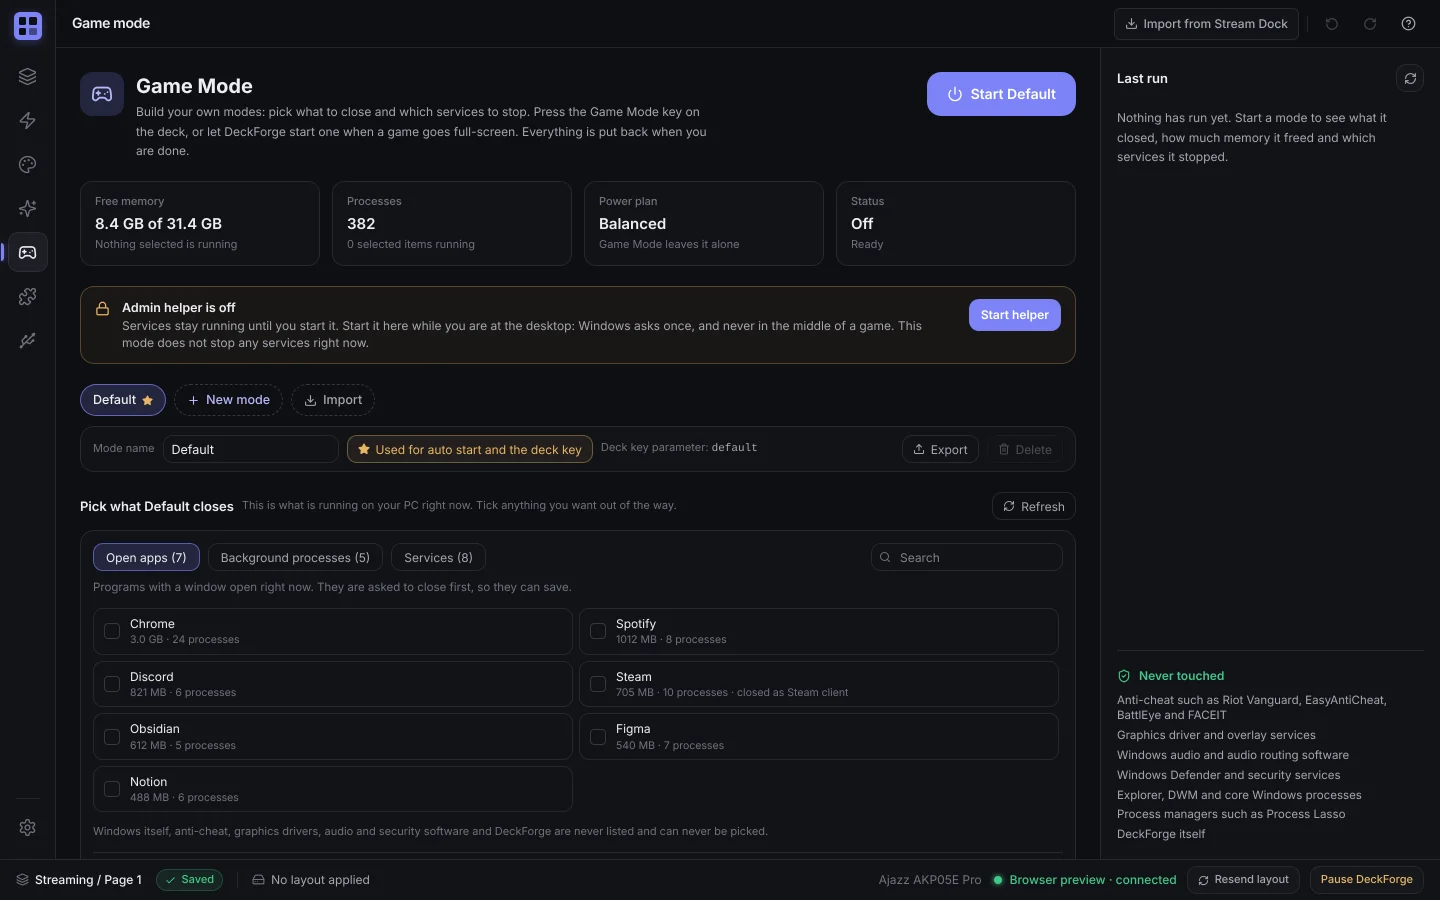 Game mode
Import from Stream Dock
Game Mode
Build your own modes: pick what to close and which services to stop. Press the Game Mode key on
the deck, or let DeckForge start one when a game goes full-screen. Everything is put back when you
are done.
Start Default
Free memory
8.4 GB of 31.4 GB
Nothing selected is running
Processes
382
0 selected items running
Power plan
Balanced
Game Mode leaves it alone
Status
Off
Ready
Admin helper is off
Services stay running until you start it. Start it here while you are at the desktop: Windows asks once, and never in the middle of a game. This
mode does not stop any services right now.
Start helper
Default
New mode
Import
Mode name
Default
Used for auto start and the deck key
Deck key parameter: default
Export
Delete
Pick what Default closes
This is what is running on your PC right now. Tick anything you want out of the way.
Refresh
Open apps (7)
Background processes (5)
Services (8)
Search
Programs with a window open right now. They are asked to close first, so they can save.
Chrome
3.0 GB · 24 processes
Spotify
1012 MB · 8 processes
Discord
821 MB · 6 processes
Steam
705 MB · 10 processes · closed as Steam client
Obsidian
612 MB · 5 processes
Figma
540 MB · 7 processes
Notion
488 MB · 6 processes
Windows itself, anti-cheat, graphics drivers, audio and security software and DeckForge are never listed and can never be picked.
Last run
Nothing has run yet. Start a mode to see what it
closed, how much memory it freed and which
services it stopped.
Never touched
Anti-cheat such as Riot Vanguard, EasyAntiCheat,
BattlEye and FACEIT
Graphics driver and overlay services
Windows audio and audio routing software
Windows Defender and security services
Explorer, DWM and core Windows processes
Process managers such as Process Lasso
DeckForge itself
Streaming / Page 1
Saved
No layout applied
Ajazz AKP05E Pro
Browser preview · connected
Resend layout
Pause DeckForge